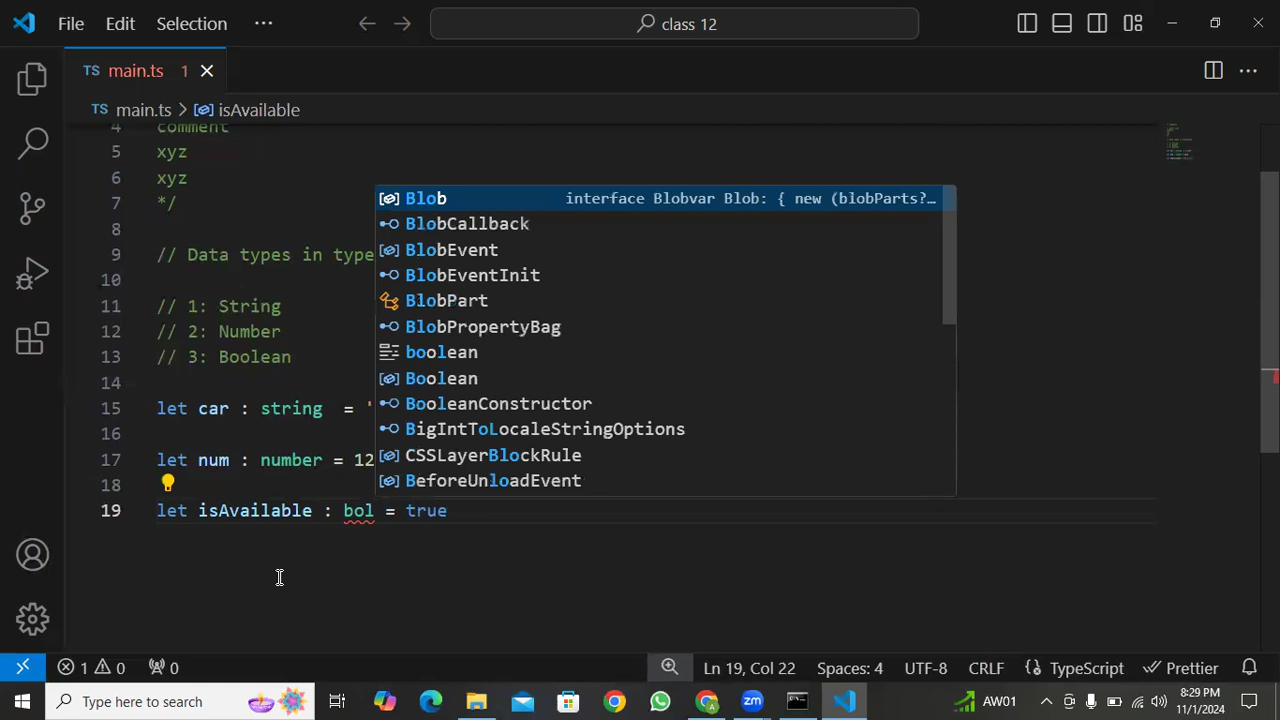 File Edit Selection ··· class 12
TS main.ts 1
TS main.ts > isAvailable
4 comment
5 xyz
6 xyz
7 */
8
9 // Data types in type
10
11 // 1: String
12 // 2: Number
13 // 3: Boolean
14
15 let car : string = '
16
17 let num : number = 12
18
19 let isAvailable : bol = true
Blob interface Blobvar Blob: { new (blobParts?…
BlobCallback
BlobEvent
BlobEventInit
BlobPart
BlobPropertyBag
boolean
Boolean
BooleanConstructor
BigIntToLocaleStringOptions
CSSLayerBlockRule
BeforeUnloadEvent
1 0 0 Ln 19, Col 22 Spaces: 4 UTF-8 CRLF TypeScript Prettier
Type here to search AW01 8:29 PM
11/1/2024